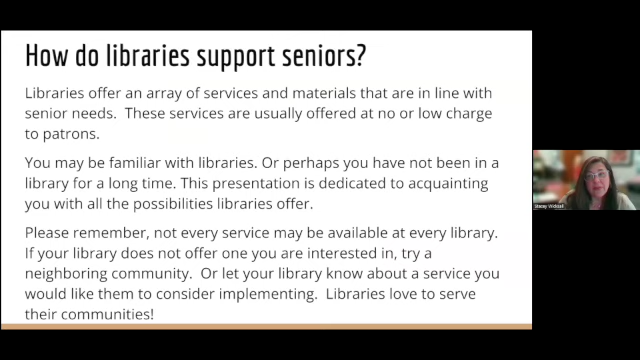 How do libraries support seniors?
Libraries offer an array of services and materials that are in line with
senior needs.  These services are usually offered at no or low charge
to patrons.
You may be familiar with libraries. Or perhaps you have not been in a
library for a long time. This presentation is dedicated to acquainting
you with all the possibilities libraries offer.
Please remember, not every service may be available at every library.
If your library does not offer one you are interested in, try a
neighboring community.  Or let your library know about a service you
would like them to consider implementing.  Libraries love to serve
their communities!
Stacey